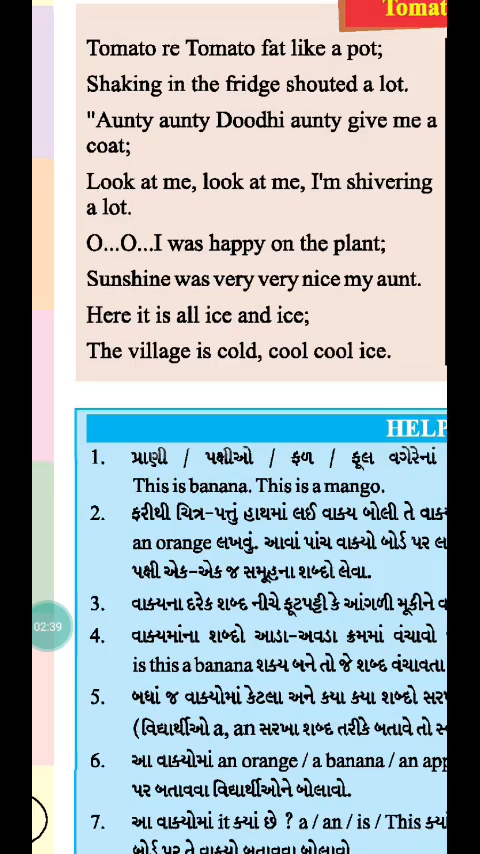 Tomat
Tomato re Tomato fat like a pot;
Shaking in the fridge shouted a lot.
"Aunty aunty Doodhi aunty give me a
coat;
Look at me, look at me, I'm shivering
a lot.
O...O...I was happy on the plant;
Sunshine was very very nice my aunt.
Here it is all ice and ice;
The village is cold, cool cool ice.
HELP
1. પ્રાણી / પક્ષીઓ / ફળ / ફૂલ વગેરેનાં
This is banana. This is a mango.
2. ફરીથી ચિત્ર-પત્તું હાથમાં લઈ વાક્ય બોલી તે વાક્ય
an orange લખવું. આવાં પાંચ વાક્યો બોર્ડ પર લ
પક્ષી એક-એક જ સમૂહના શબ્દો લેવા.
3. વાક્યના દરેક શબ્દ નીચે ફૂટપટ્ટી કે આંગળી મૂકીને વ
02:39
4. વાક્યમાંના શબ્દો આડા-અવડા ક્રમમાં વંચાવો
is this a banana શક્ય બને તો જે શબ્દ વંચાવતા
5. બધાં જ વાક્યોમાં કેટલા અને કયા કયા શબ્દો સરખ
(વિદ્યાર્થીઓ a, an સરખા શબ્દ તરીકે બતાવે તો સ્
6. આ વાક્યોમાં an orange / a banana / an app
પર બતાવવા વિદ્યાર્થીઓને બોલાવો.
7. આ વાક્યોમાં it ક્યાં છે ? a / an / is / This ક્યાં
બોર્ડ પર તે વાક્યો બતાવવા બોલાવો